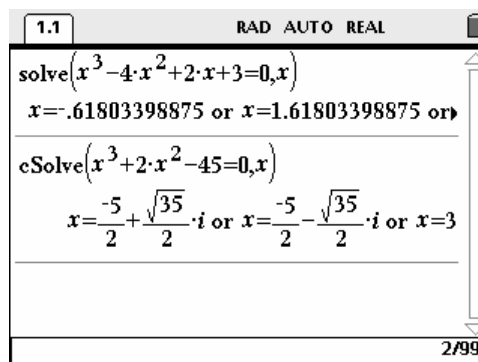 1.1 RAD AUTO REAL
solve(x³-4·x²+2·x+3=0,x)
x=-.61803398875 or x=1.61803398875 or▸
cSolve(x³+2·x²-45=0,x)
x=-5/2+√35/2·i or x=-5/2-√35/2·i or x=3
2/99